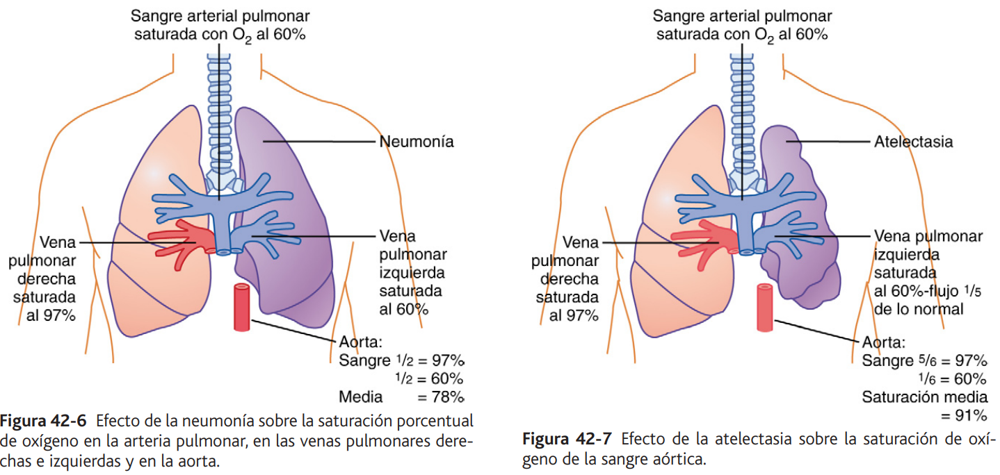 Sangre arterial pulmonar
saturada con O2 al 60%
Neumonía
Vena
pulmonar
derecha
saturada
al 97%
Vena
pulmonar
izquierda
saturada
al 60%
Aorta:
Sangre 1/2 = 97%
1/2 = 60%
Media = 78%
Figura 42-6 Efecto de la neumonía sobre la saturación porcentual
de oxígeno en la arteria pulmonar, en las venas pulmonares dere-
chas e izquierdas y en la aorta.
Sangre arterial pulmonar
saturada con O2 al 60%
Atelectasia
Vena
pulmonar
derecha
saturada
al 97%
Vena pulmonar
izquierda
saturada
al 60%-flujo 1/5
de lo normal
Aorta:
Sangre 5/6 = 97%
1/6 = 60%
Saturación media
= 91%
Figura 42-7 Efecto de la atelectasia sobre la saturación de oxí-
geno de la sangre aórtica.